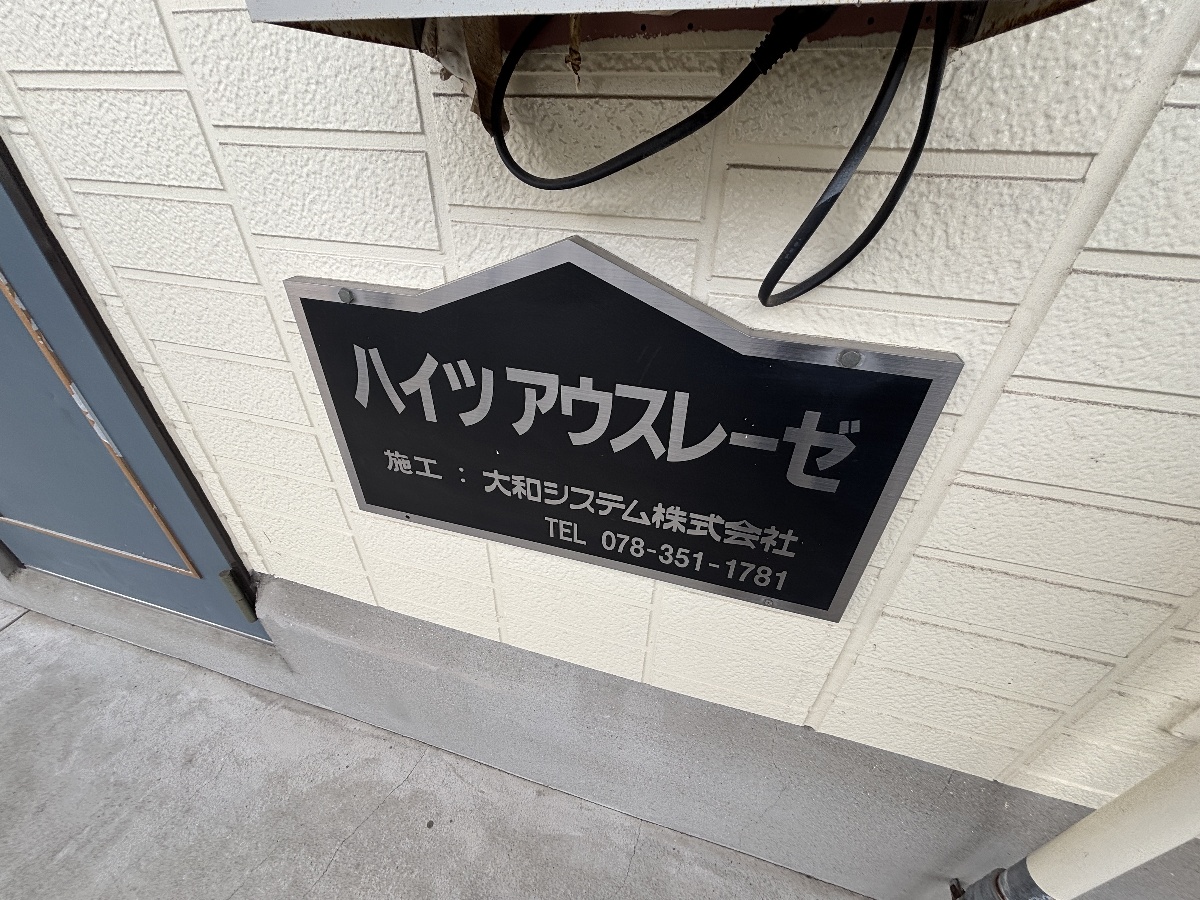 ハイツ アウスレーゼ
施工 : 大和システム株式会社
TEL 078-351-1781